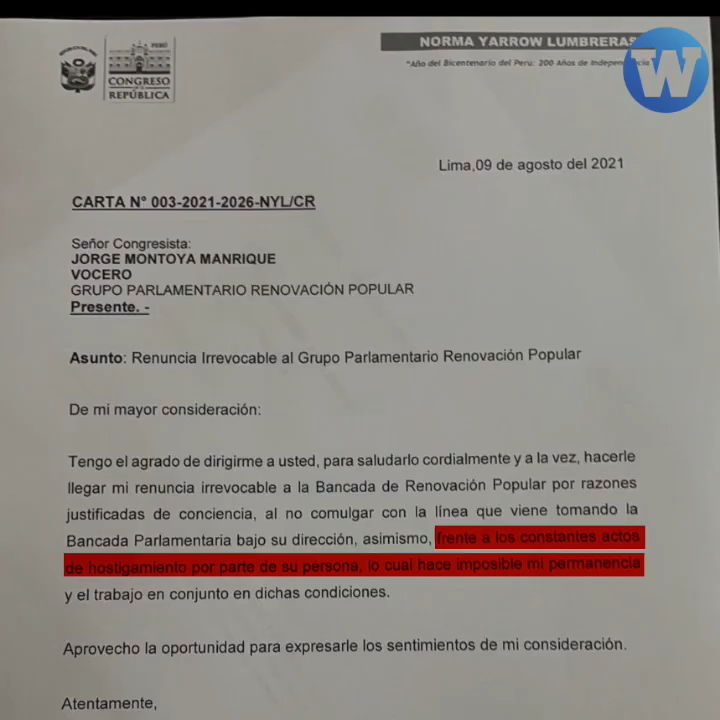 NORMA YARROW LUMBRERAS
"Año del Bicentenario del Perú: 200 Años de Independencia"
W
PERÚ
CONGRESO
REPÚBLICA
Lima,09 de agosto del 2021
CARTA N° 003-2021-2026-NYL/CR
Señor Congresista:
JORGE MONTOYA MANRIQUE
VOCERO
GRUPO PARLAMENTARIO RENOVACIÓN POPULAR
Presente. -
Asunto: Renuncia Irrevocable al Grupo Parlamentario Renovación Popular
De mi mayor consideración:
Tengo el agrado de dirigirme a usted, para saludarlo cordialmente y a la vez, hacerle
llegar mi renuncia irrevocable a la Bancada de Renovación Popular por razones
justificadas de conciencia, al no comulgar con la línea que viene tomando la
Bancada Parlamentaria bajo su dirección, asimismo, frente a los constantes actos
de hostigamiento por parte de su persona, lo cual hace imposible mi permanencia
y el trabajo en conjunto en dichas condiciones.
Aprovecho la oportunidad para expresarle los sentimientos de mi consideración.
Atentamente,